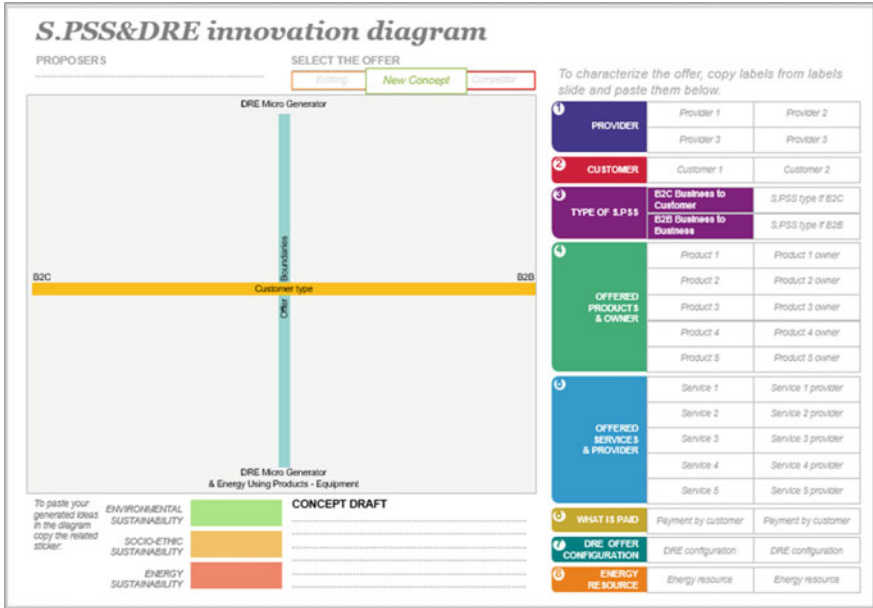 S.PSS&DRE innovation diagram
PROPOSERS
SELECT THE OFFER
Existing
New Concept
Competitor
To characterize the offer, copy labels from labels
slide and paste them below.
DRE Micro Generator
B2C
B2B
Offer Boundaries
Customer type
DRE Micro Generator
& Energy Using Products - Equipment
To paste your
generated ideas
in the diagram
copy the related
sticker:
ENVIRONMENTAL
SUSTAINABILITY
SOCIO-ETHIC
SUSTAINABILITY
ENERGY
SUSTAINABILITY
CONCEPT DRAFT
1
PROVIDER
Provider 1
Provider 2
Provider 3
Provider 3
2
CUSTOMER
Customer 1
Customer 2
3
TYPE OF S.PSS
B2C Business to
Customer
S.PSS type if B2C
B2B Business to
Business
S.PSS type if B2B
4
OFFERED
PRODUCTS
& OWNER
Product 1
Product 1 owner
Product 2
Product 2 owner
Product 3
Product 3 owner
Product 4
Product 4 owner
Product 5
Product 5 owner
5
OFFERED
SERVICES
& PROVIDER
Service 1
Service 1 provider
Service 2
Service 2 provider
Service 3
Service 3 provider
Service 4
Service 4 provider
Service 5
Service 5 provider
6
WHAT IS PAID
Payment by customer
Payment by customer
7
DRE OFFER
CONFIGURATION
DRE configuration
DRE configuration
8
ENERGY
RESOURCE
Energy resource
Energy resource